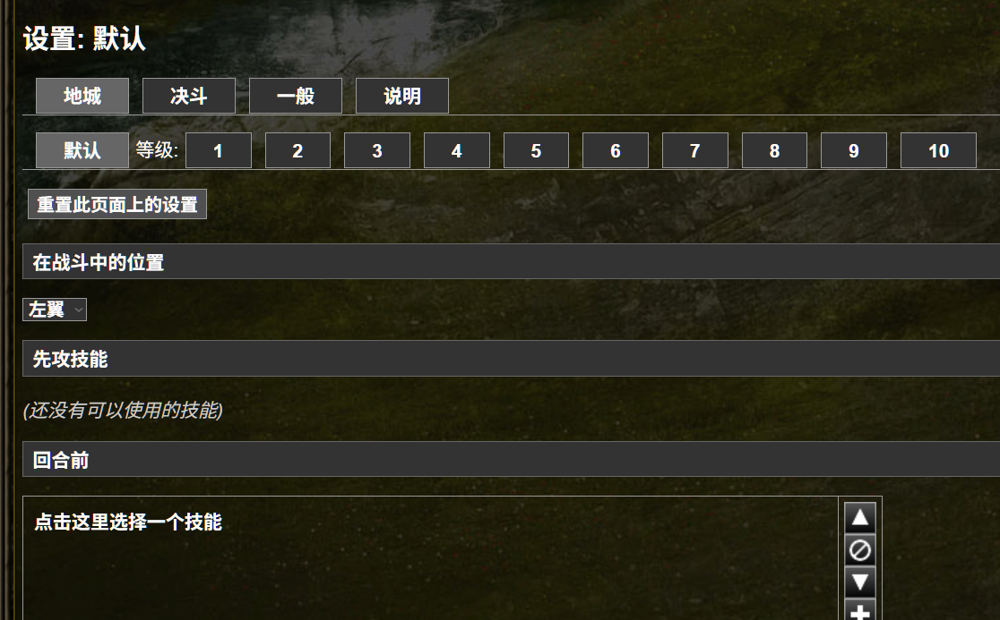 设置: 默认
地城 决斗 一般 说明
默认 等级: 1 2 3 4 5 6 7 8 9 10
重置此页面上的设置
在战斗中的位置
左翼
先攻技能
(还没有可以使用的技能)
回合前
点击这里选择一个技能